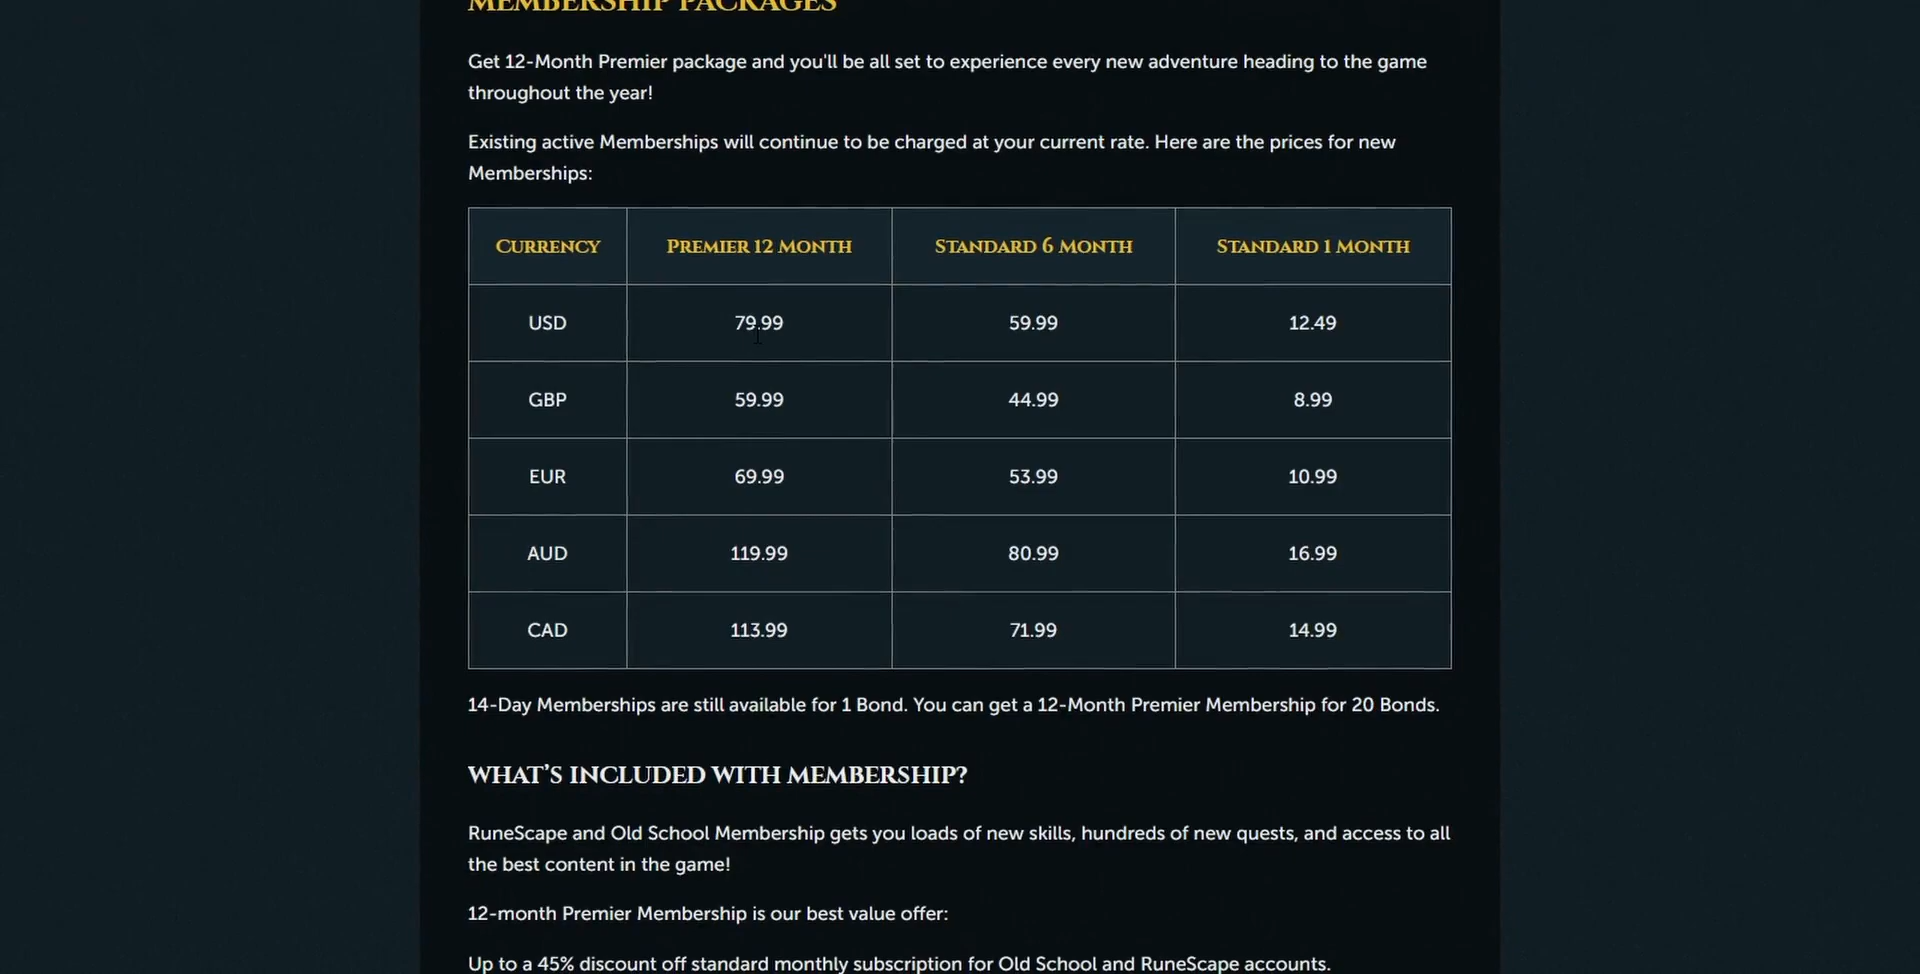 MEMBERSHIP PACKAGES
Get 12-Month Premier package and you'll be all set to experience every new adventure heading to the game
throughout the year!
Existing active Memberships will continue to be charged at your current rate. Here are the prices for new
Memberships:
CURRENCY PREMIER 12 MONTH STANDARD 6 MONTH STANDARD 1 MONTH
USD 79.99 59.99 12.49
GBP 59.99 44.99 8.99
EUR 69.99 53.99 10.99
AUD 119.99 80.99 16.99
CAD 113.99 71.99 14.99
14-Day Memberships are still available for 1 Bond. You can get a 12-Month Premier Membership for 20 Bonds.
WHAT'S INCLUDED WITH MEMBERSHIP?
RuneScape and Old School Membership gets you loads of new skills, hundreds of new quests, and access to all
the best content in the game!
12-month Premier Membership is our best value offer:
Up to a 45% discount off standard monthly subscription for Old School and RuneScape accounts.